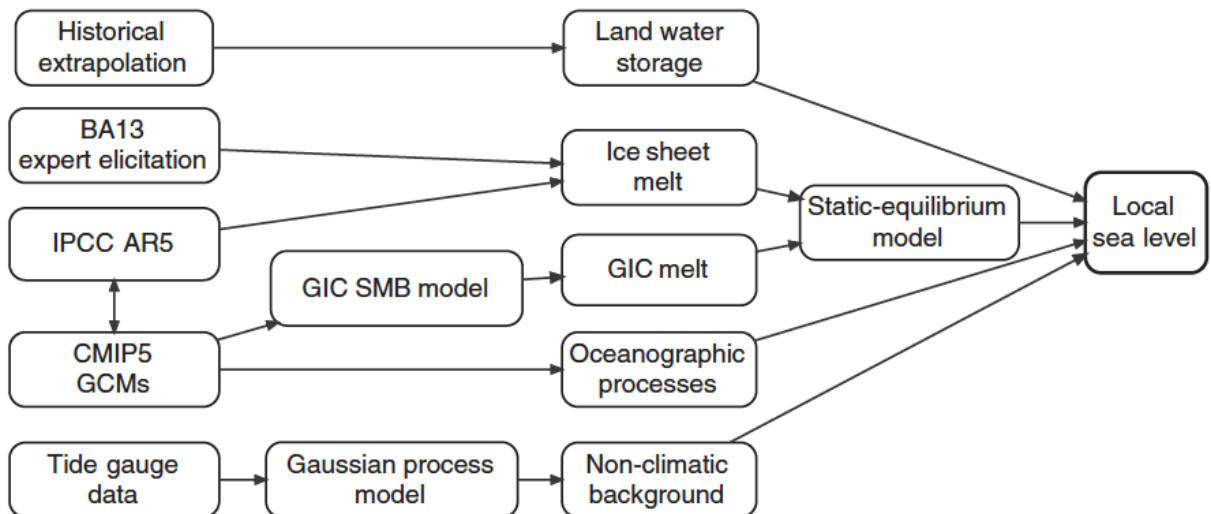 Historical
extrapolation
Land water
storage
BA13
expert elicitation
Ice sheet
melt
IPCC AR5
Static-equilibrium
model
Local
sea level
GIC SMB model
GIC melt
CMIP5
GCMs
Oceanographic
processes
Tide gauge
data
Gaussian process
model
Non-climatic
background